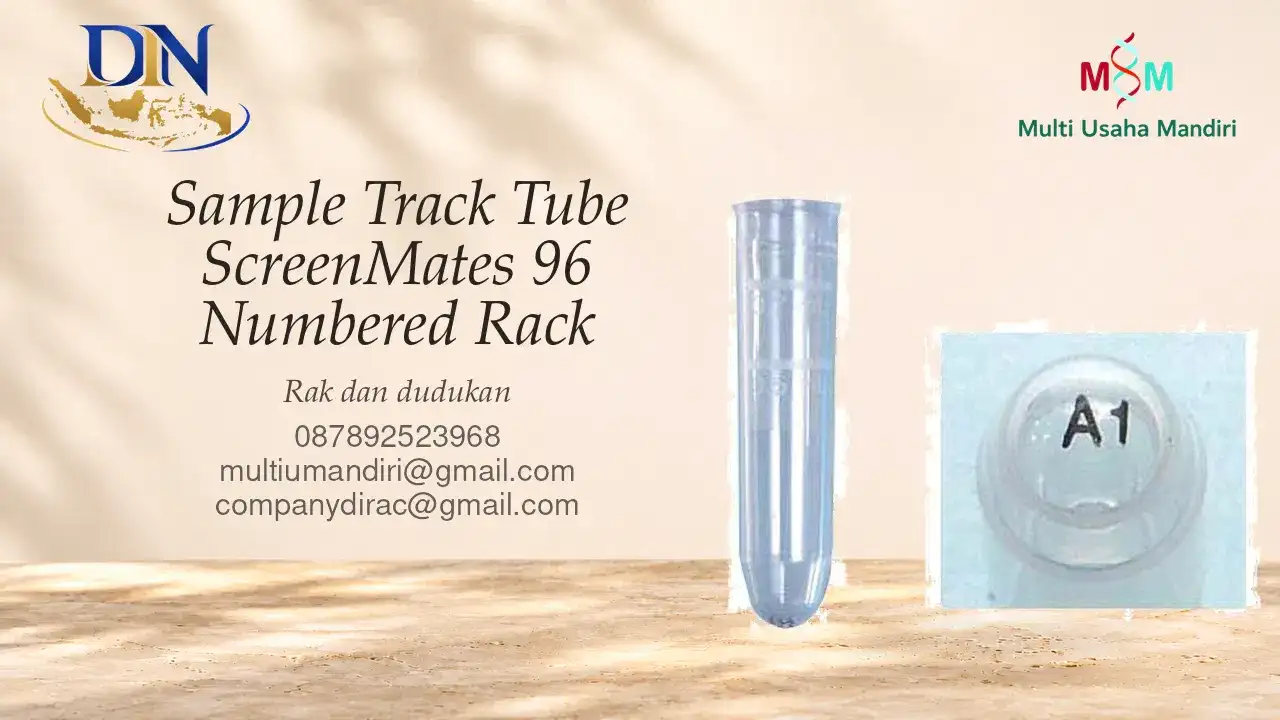 DIN
M M
Multi Usaha Mandiri
Sample Track Tube
ScreenMates 96
Numbered Rack
Rak dan dudukan
087892523968
multiumandiri@gmail.com
companydirac@gmail.com
A1